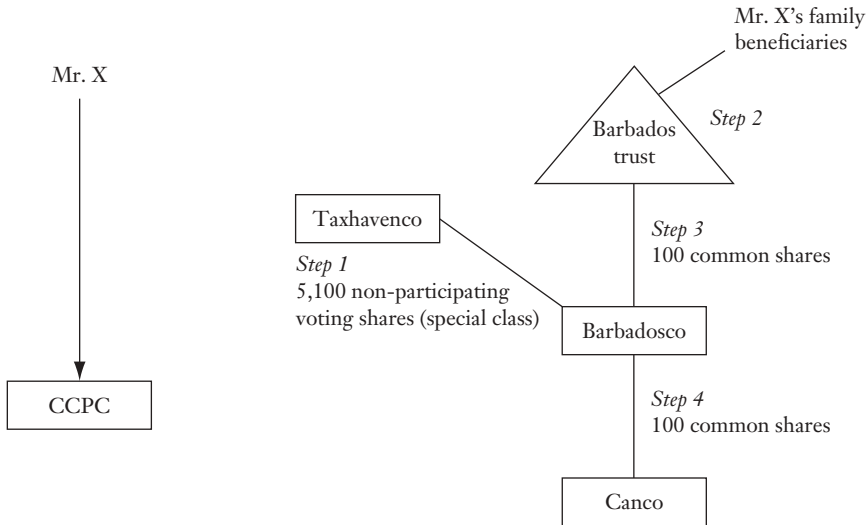 Mr. X
CCPC
Mr. X's family
beneficiaries
Barbados
trust
Step 2
Taxhavenco
Step 1
5,100 non-participating
voting shares (special class)
Step 3
100 common shares
Barbadosco
Step 4
100 common shares
Canco